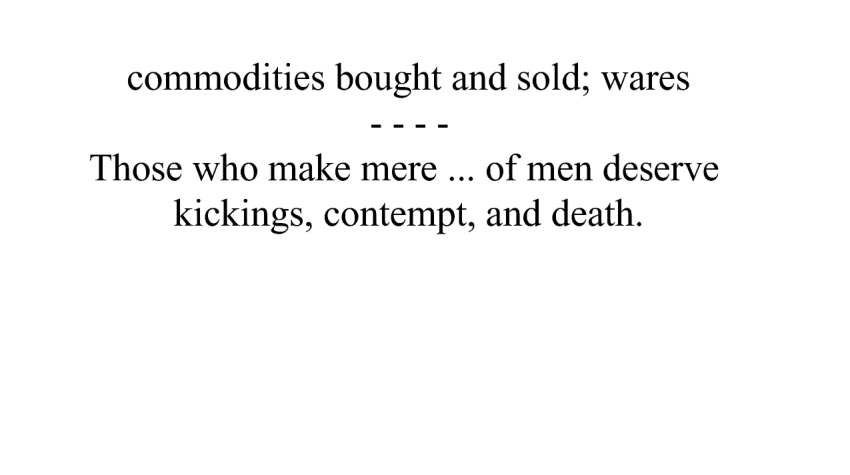 commodities bought and sold; wares
- - - -
Those who make mere ... of men deserve
kickings, contempt, and death.